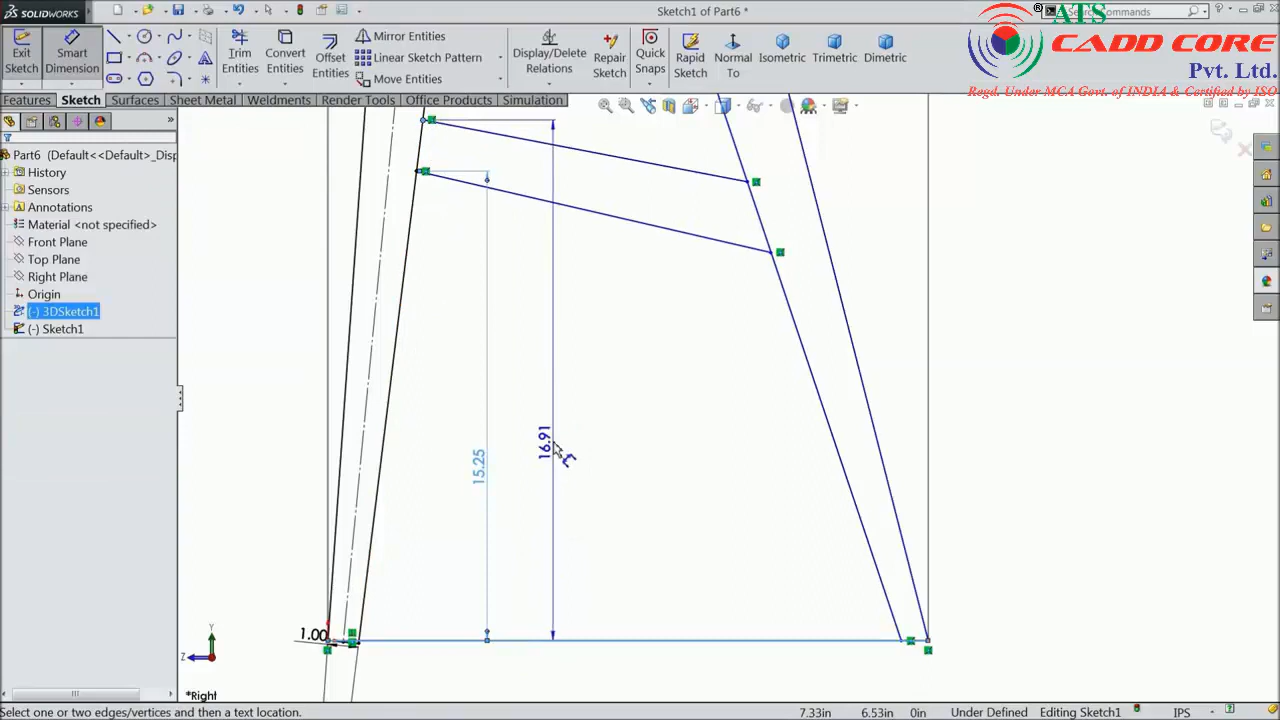 SOLIDWORKS
Sketch1 of Part6 *
Commands
ATS
CADD CORE
Pvt. Ltd.
Regd. Under MCA Govt. of INDIA & Certified by ISO
Exit Sketch
Smart Dimension
Trim Entities
Convert Entities
Offset Entities
Mirror Entities
Linear Sketch Pattern
Move Entities
Display/Delete Relations
Repair Sketch
Quick Snaps
Rapid Sketch
Normal To
Isometric
Trimetric
Dimetric
Features
Sketch
Surfaces
Sheet Metal
Weldments
Render Tools
Office Products
Simulation
Part6 (Default<<Default>_Disp
History
Sensors
Annotations
Material <not specified>
Front Plane
Top Plane
Right Plane
Origin
(-) 3DSketch1
(-) Sketch1
15.25
16.91
1.00
Y
Z
*Right
Select one or two edges/vertices and then a text location.
7.33in
6.53in
0in
Under Defined
Editing Sketch1
IPS